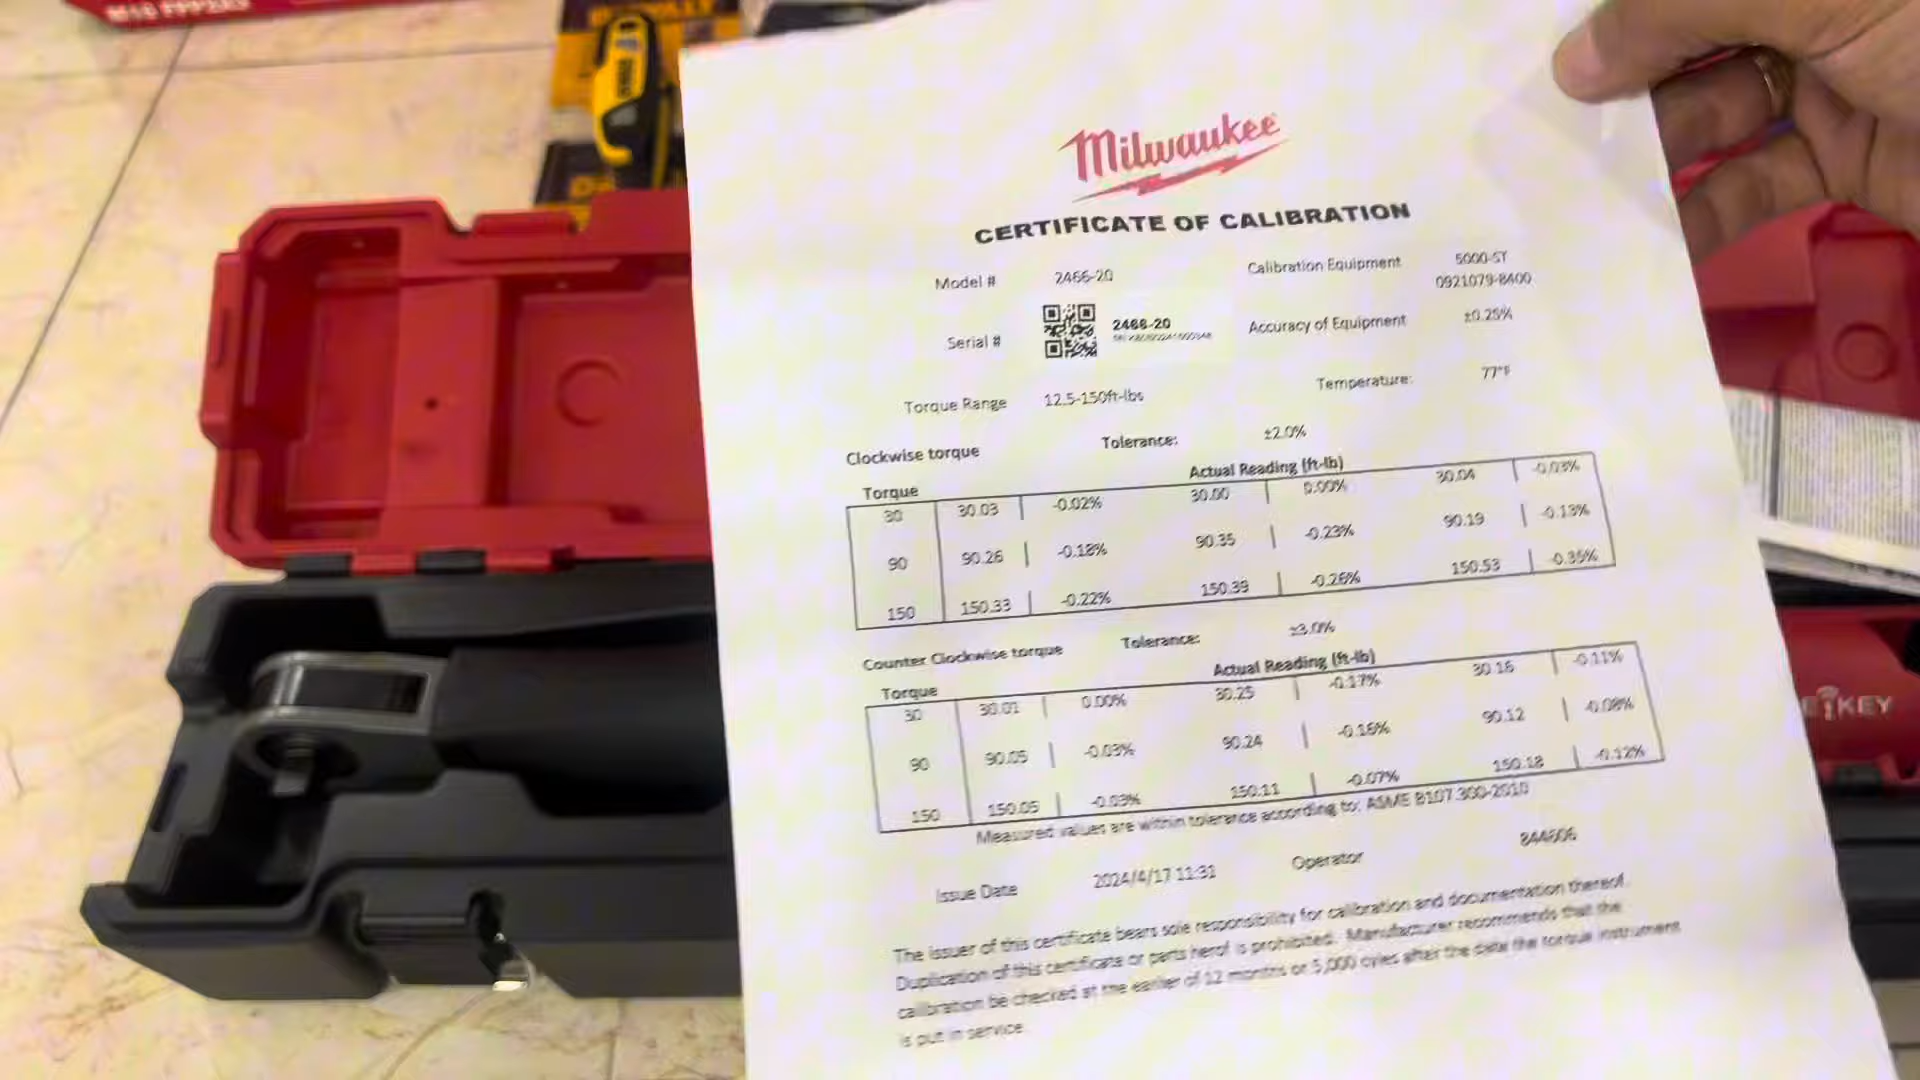 Milwaukee
CERTIFICATE OF CALIBRATION
Model # 2466-20 Calibration Equipment 5000-ST
0921079-8400
Serial # 2466-20 Accuracy of Equipment ±0.25%
Torque Range 12.5-150ft-lbs Temperature: 77°F
Clockwise torque Tolerance: ±2.0%
Torque Actual Reading (ft-lb)
30 30.03 -0.02% 30.00 0.00% 30.04 -0.03%
90 90.26 -0.18% 90.35 -0.23% 90.19 -0.13%
150 150.33 -0.22% 150.39 -0.26% 150.53 -0.35%
Counter Clockwise torque Tolerance: ±3.0%
Torque Actual Reading (ft-lb)
30 30.01 0.00% 30.25 -0.17% 30.16 -0.11%
90 90.05 -0.03% 90.24 -0.16% 90.12 -0.08%
150 150.05 -0.03% 150.11 -0.07% 150.18 -0.12%
Measured values are within tolerance according to: ASME B107.300-2010
Issue Date 2024/4/17 11:31 Operator 844606
The issuer of this certificate bears sole responsibility for calibration and documentation thereof.
Duplication of this certificate or parts herof is prohibited. Manufacturer recommends that the
calibration be checked at the earlier of 12 months or 5,000 cyles after the date the torque instrument
is put in service
E KEY